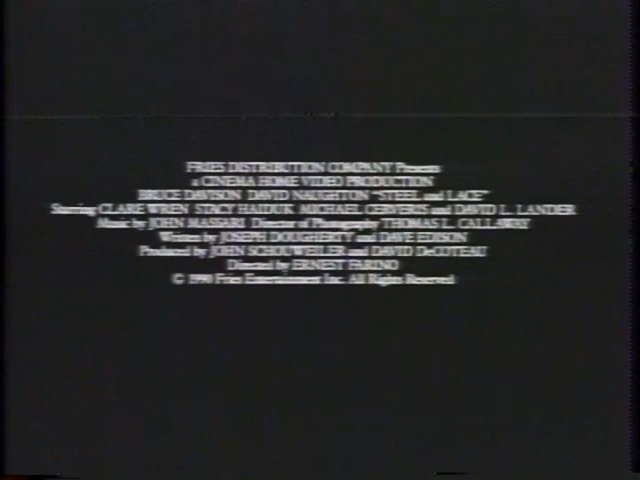 FRIES DISTRIBUTION COMPANY Presents
a CINEMA HOME VIDEO PRODUCTION
BRUCE DAVISON DAVID NAUGHTON "STEEL and LACE"
Starring CLARE WREN STACY HAIDUK MICHAEL CERVERIS and DAVID L. LANDER
Music by JOHN MASSARI Director of Photography THOMAS L. CALLAWAY
Written by JOSEPH DOUGHERTY and DAVE EDISON
Produced by JOHN SCHOUWEILER and DAVID DeCOTEAU
Directed by ERNEST FARINO
© 1990 Fries Entertainment Inc. All Rights Reserved